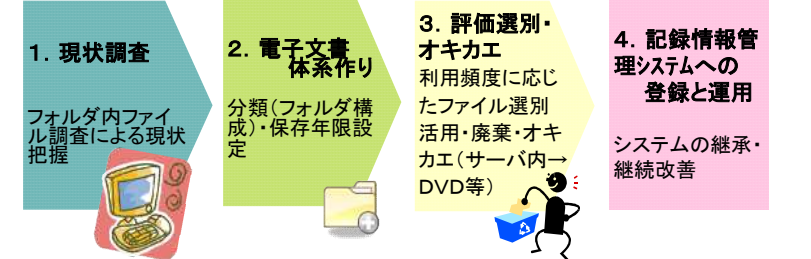 1. 現状調査
フォルダ内ファイ
ル調査による現状
把握
2. 電子文書
体系作り
分類(フォルダ構
成)・保存年限設
定
3. 評価選別・
オキカエ
利用頻度に応じ
たファイル選別
活用・廃棄・オキ
カエ(サーバ内→
DVD等)
4. 記録情報管
理システムへの
登録と運用
システムの継承・
継続改善